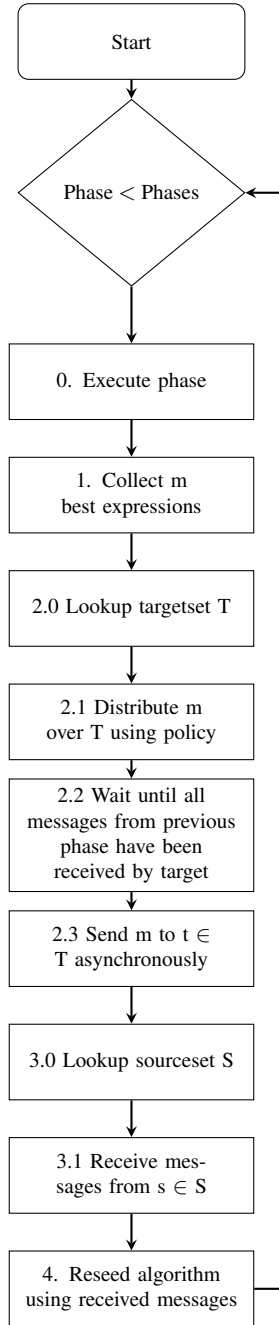 Start
Phase < Phases
0. Execute phase
1. Collect m
best expressions
2.0 Lookup targetset T
2.1 Distribute m
over T using policy
2.2 Wait until all
messages from previous
phase have been
received by target
2.3 Send m to t ∈
T asynchronously
3.0 Lookup sourceset S
3.1 Receive mes-
sages from s ∈ S
4. Reseed algorithm
using received messages